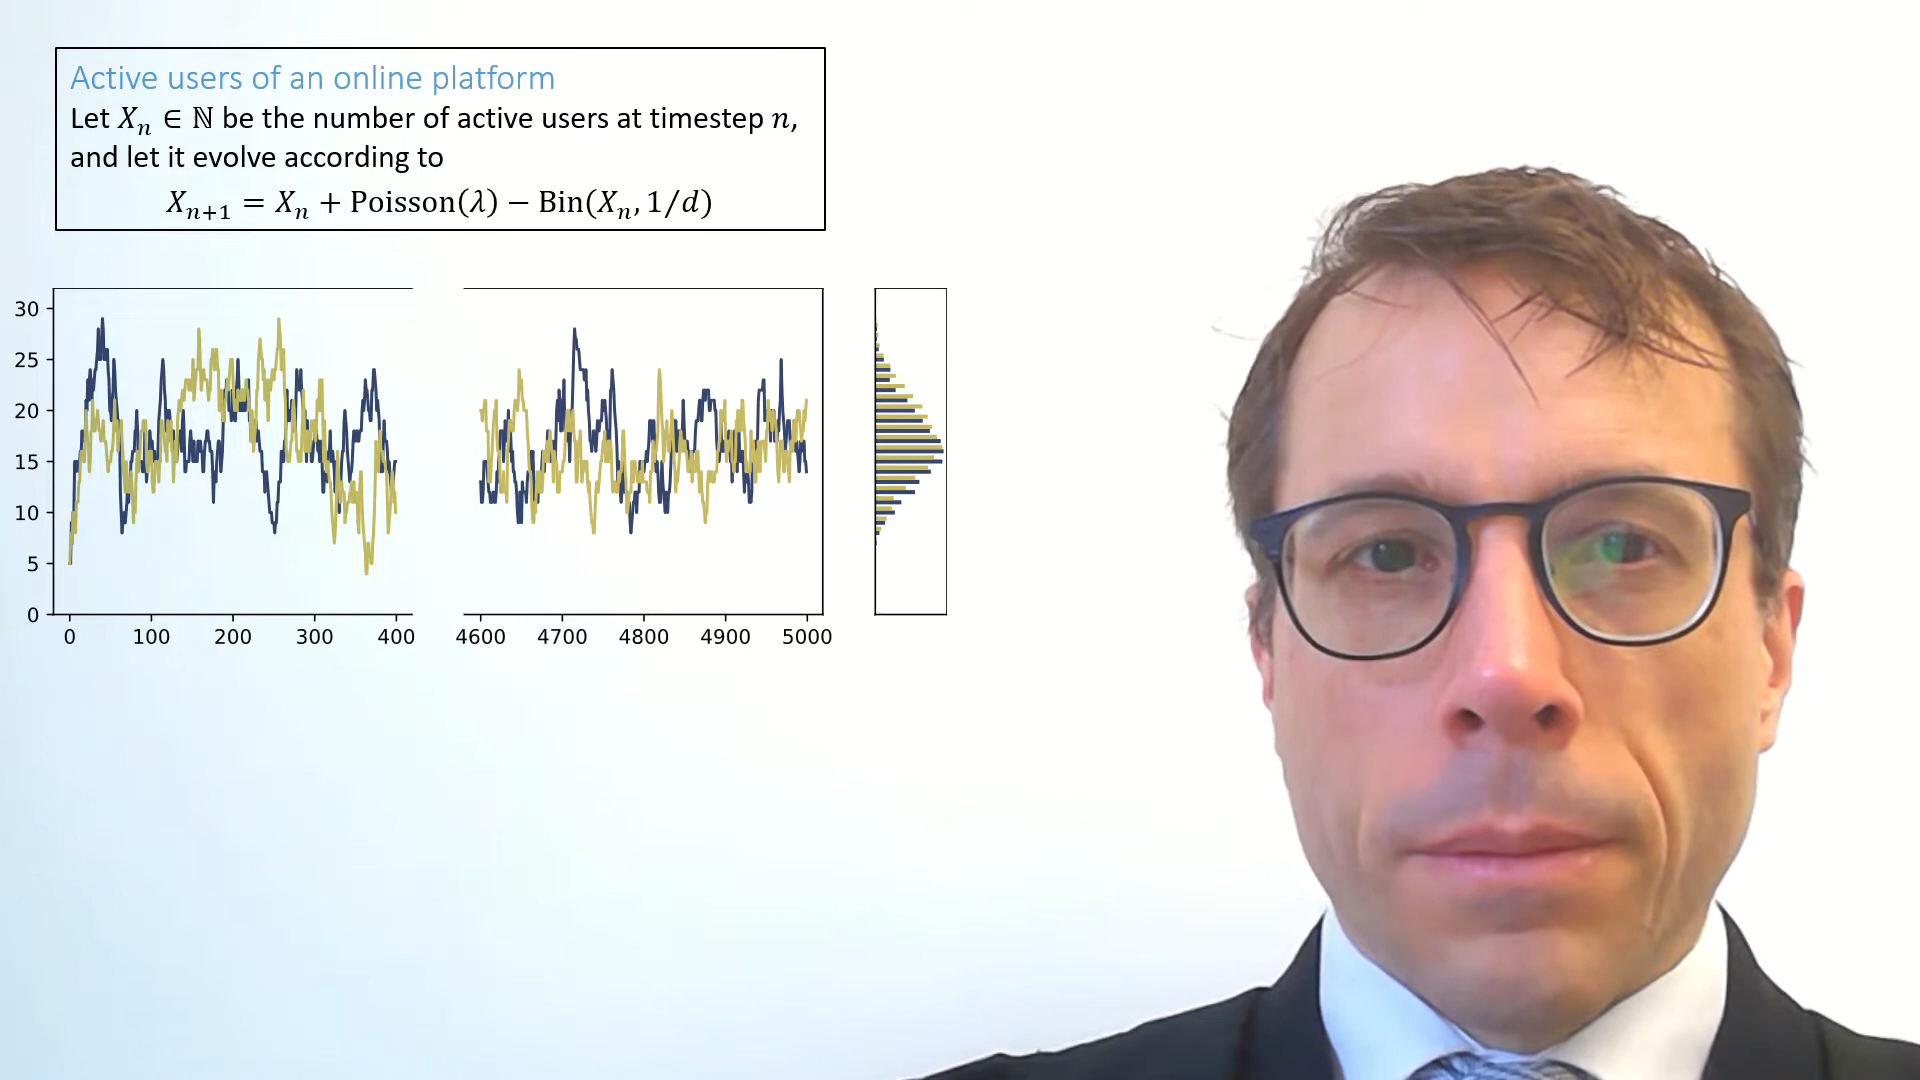 Active users of an online platform
Let Xₙ ∈ ℕ be the number of active users at timestep n,
and let it evolve according to
Xₙ₊₁ = Xₙ + Poisson(λ) − Bin(Xₙ, 1/d)
30
25
20
15
10
5
0
0 100 200 300 400 4600 4700 4800 4900 5000